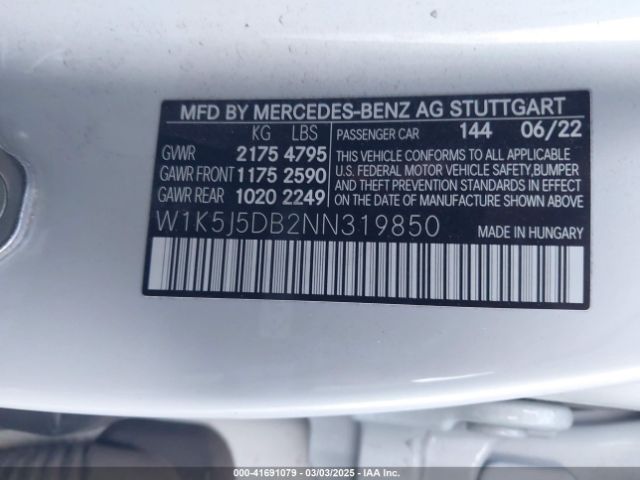 MFD BY MERCEDES-BENZ AG STUTTGART
KG LBS
GVWR 2175 4795
GAWR FRONT 1175 2590
GAWR REAR 1020 2249
PASSENGER CAR 144 06/22
THIS VEHICLE CONFORMS TO ALL APPLICABLE
U.S. FEDERAL MOTOR VEHICLE SAFETY, BUMPER
AND THEFT PREVENTION STANDARDS IN EFFECT
ON THE DATE OF MANUFACTURE SHOWN ABOVE.
W1K5J5DB2NN319850
MADE IN HUNGARY
000-41691079 - 03/03/2025 - IAA Inc.